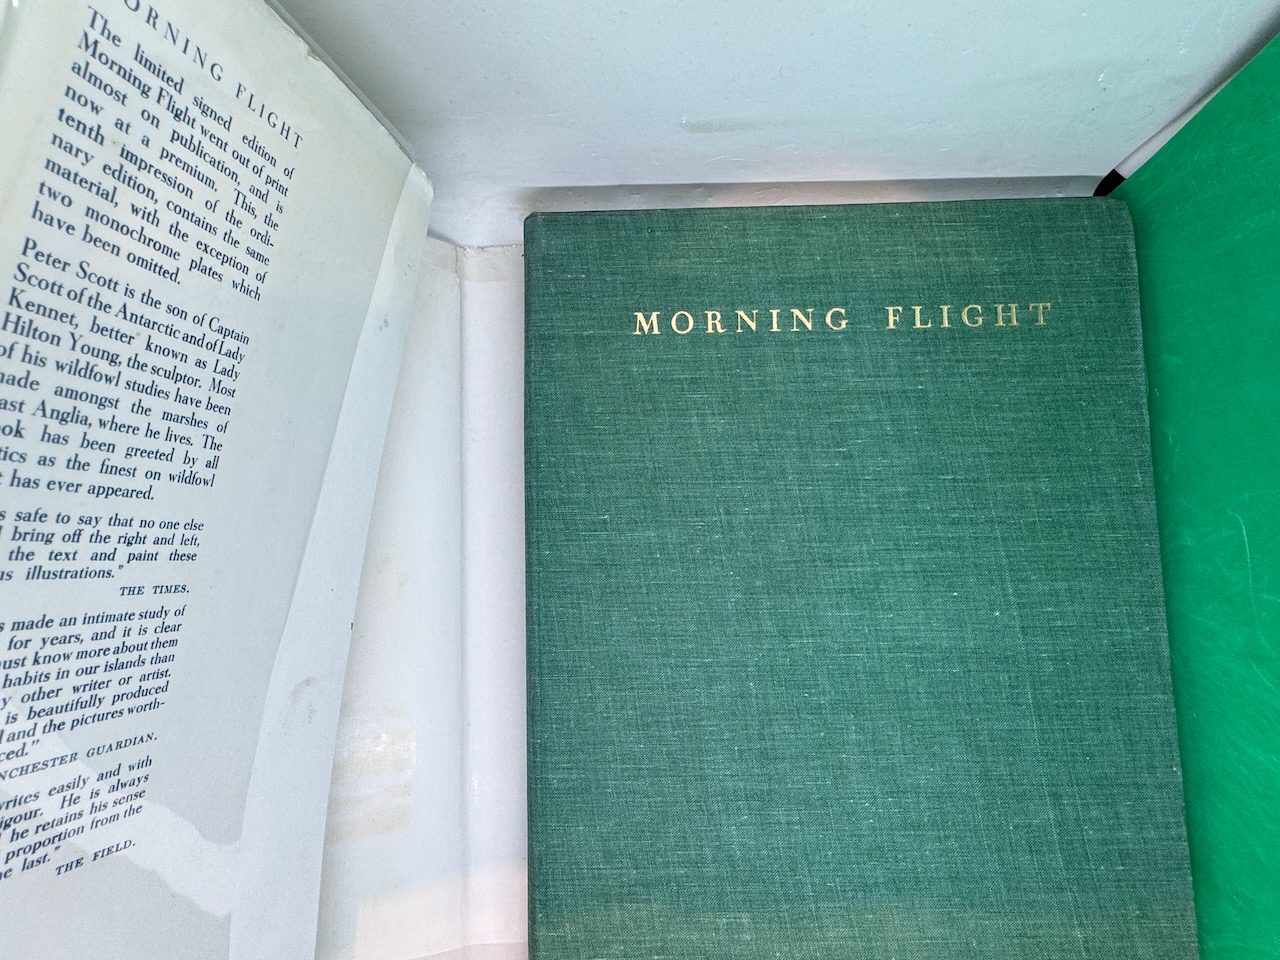 MORNING FLIGHT
The limited signed edition of
Morning Flight went out of print
almost on publication, and is
now at a premium. This, the
tenth impression of the ordi-
nary edition, contains the same
material, with the exception of
two monochrome plates which
have been omitted.
Peter Scott is the son of Captain
Scott of the Antarctic and of Lady
Kennet, better known as Lady
Hilton Young, the sculptor. Most
of his wildfowl studies have been
made amongst the marshes of
East Anglia, where he lives. The
book has been greeted by all
critics as the finest on wildfowl
has ever appeared.
safe to say that no one else
bring off the right and left,
the text and paint these
illustrations."
THE TIMES.
made an intimate study of
for years, and it is clear
must know more about them
habits in our islands than
other writer or artist.
is beautifully produced
and the pictures worth-
MANCHESTER GUARDIAN.
writes easily and with
vigour. He is always
he retains his sense
proportion from the
last."
THE FIELD.
MORNING FLIGHT